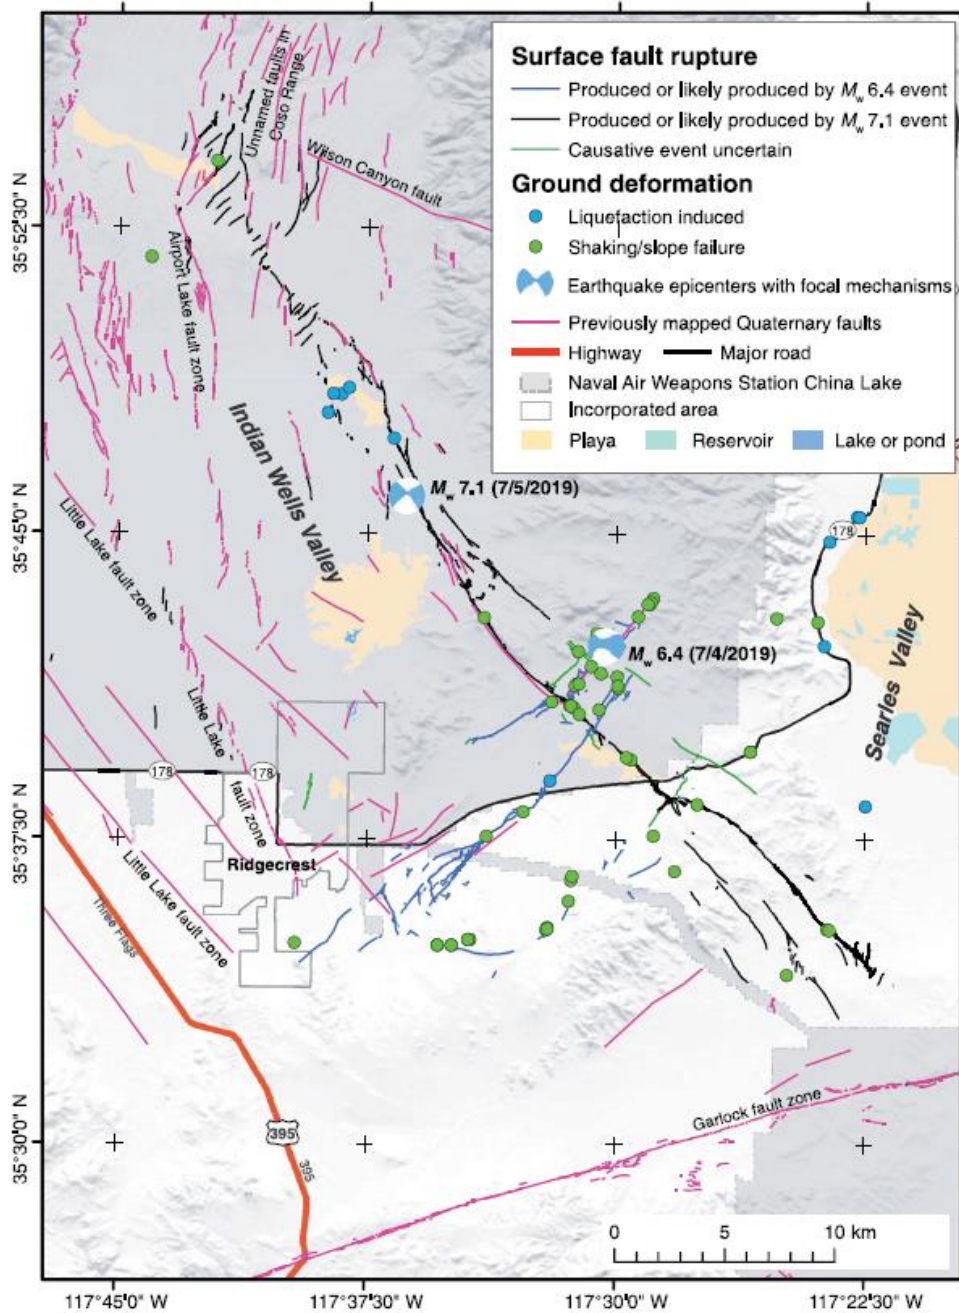 Surface fault rupture
Produced or likely produced by Mw 6.4 event
Produced or likely produced by Mw 7.1 event
Causative event uncertain
Ground deformation
Liquefaction induced
Shaking/slope failure
Earthquake epicenters with focal mechanisms
Previously mapped Quaternary faults
Highway Major road
Naval Air Weapons Station China Lake
Incorporated area
Playa Reservoir Lake or pond
Unnamed faults in
Coso Range
Wilson Canyon fault
35°52'30" N
Airport Lake fault zone
Indian Wells Valley
Mw 7.1 (7/5/2019)
35°45'0" N
178
Little Lake fault zone
Mw 6.4 (7/4/2019)
Searles Valley
Little Lake
fault zone
178
178
35°37'30" N
Ridgecrest
Little Lake fault zone
Three Flags
Garlock fault zone
35°30'0" N
395
395
0 5 10 km
117°45'0" W 117°37'30" W 117°30'0" W 117°22'30" W